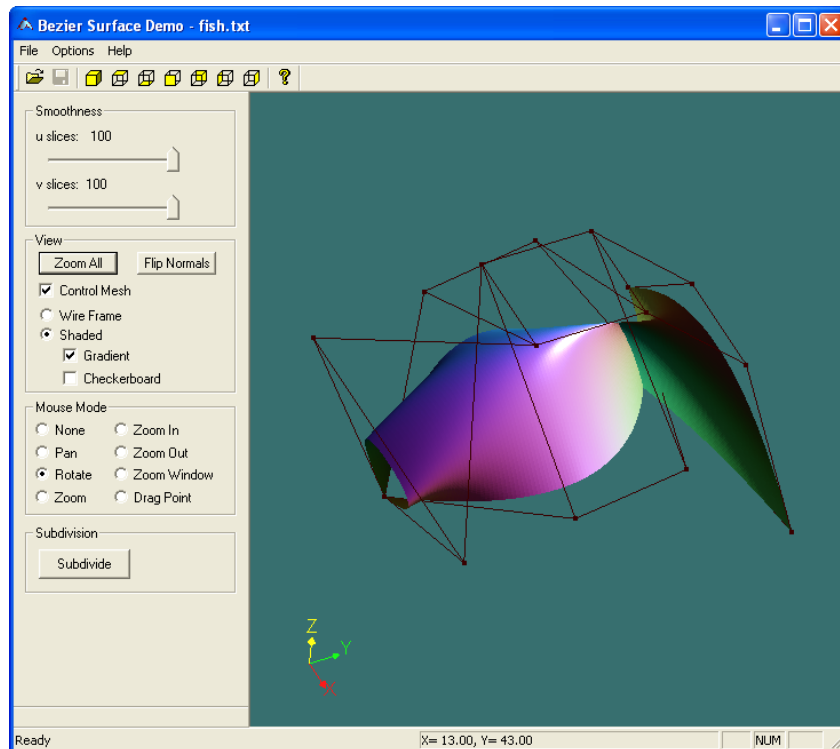 Bezier Surface Demo - fish.txt
File Options Help
Smoothness
u slices: 100
v slices: 100
View
Zoom All Flip Normals
Control Mesh
Wire Frame
Shaded
Gradient
Checkerboard
Mouse Mode
None Zoom In
Pan Zoom Out
Rotate Zoom Window
Zoom Drag Point
Subdivision
Subdivide
Z
Y
X
Ready X= 13.00, Y= 43.00 NUM